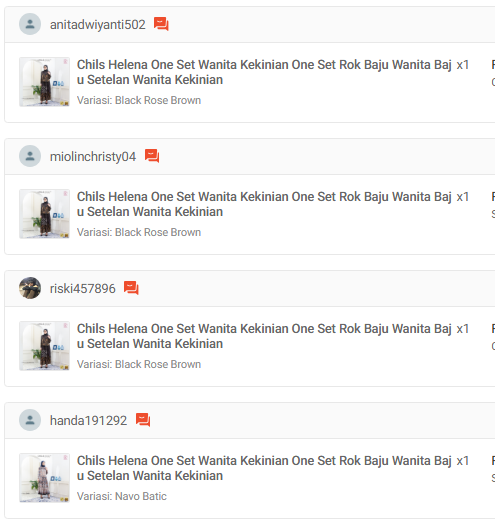 anitadwiyanti502
Chils Helena One Set Wanita Kekinian One Set Rok Baju Wanita Baj x1
u Setelan Wanita Kekinian
Variasi: Black Rose Brown
miolinchristy04
Chils Helena One Set Wanita Kekinian One Set Rok Baju Wanita Baj x1
u Setelan Wanita Kekinian
Variasi: Black Rose Brown
riski457896
Chils Helena One Set Wanita Kekinian One Set Rok Baju Wanita Baj x1
u Setelan Wanita Kekinian
Variasi: Black Rose Brown
handa191292
Chils Helena One Set Wanita Kekinian One Set Rok Baju Wanita Baj x1
u Setelan Wanita Kekinian
Variasi: Navo Batic